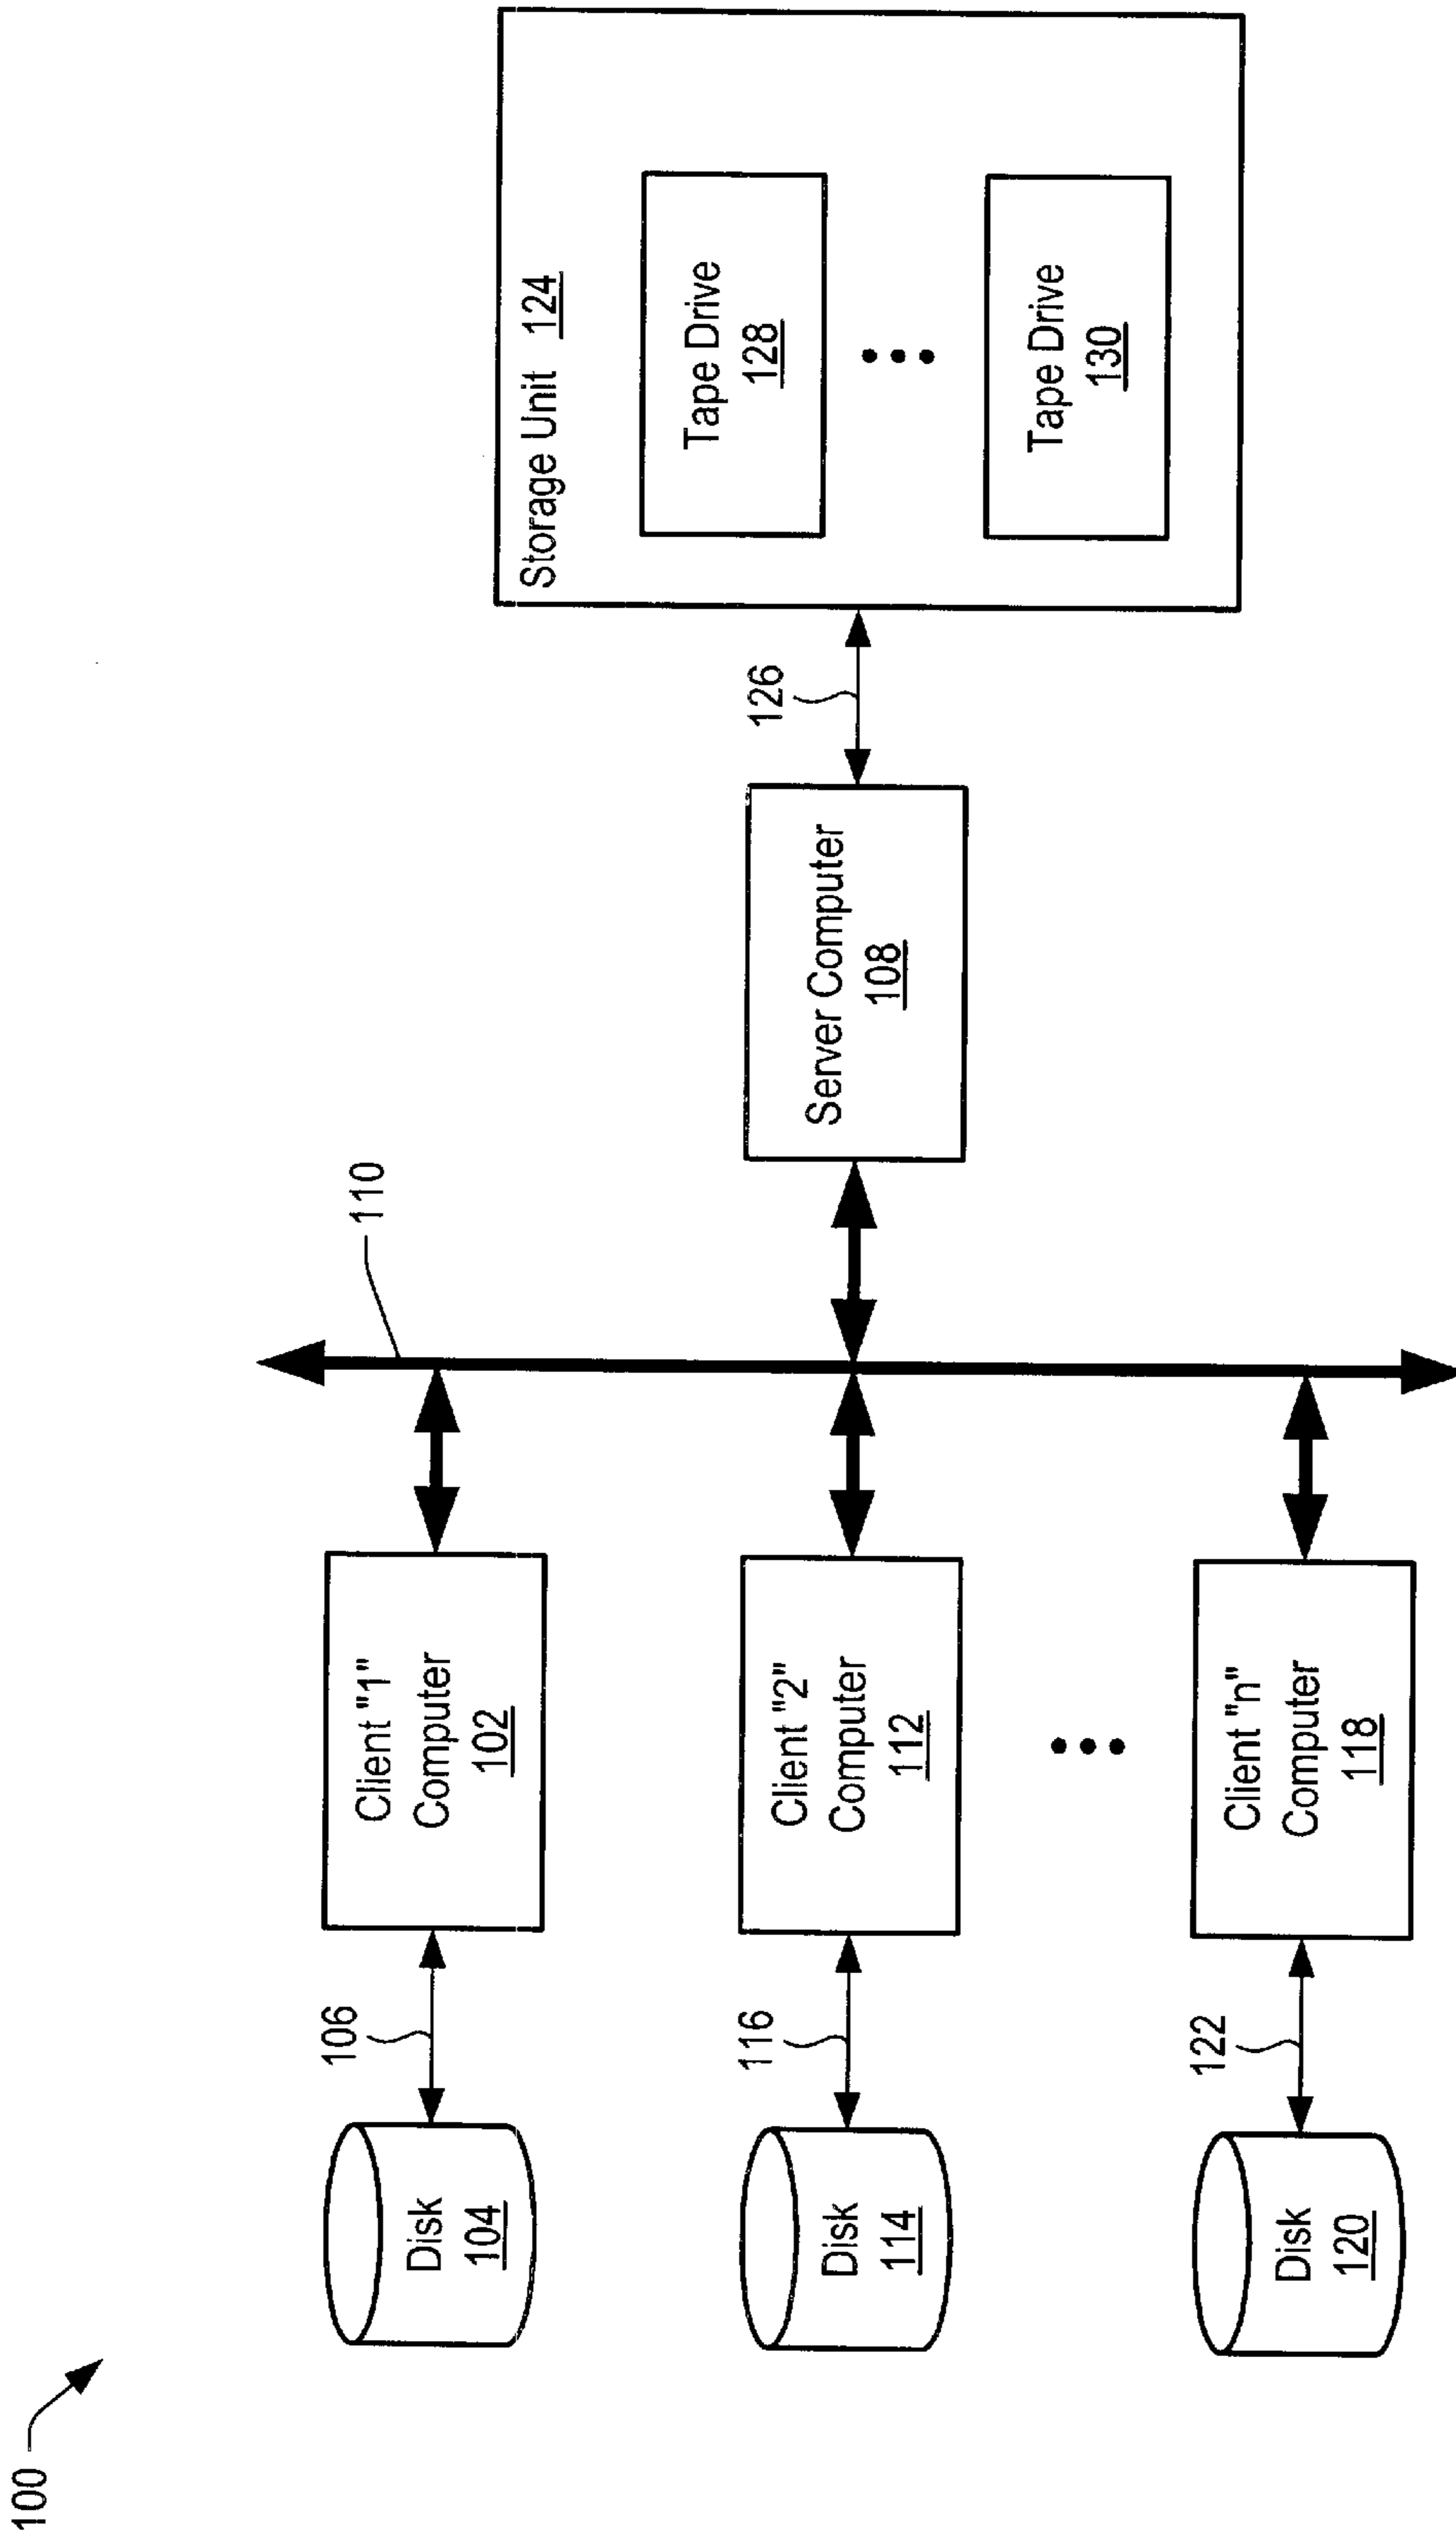 100
Disk
104
106
Client "1"
Computer
102
110
Disk
114
116
Client "2"
Computer
112
Disk
120
122
Client "n"
Computer
118
Server Computer
108
126
Storage Unit 124
Tape Drive
128
Tape Drive
130